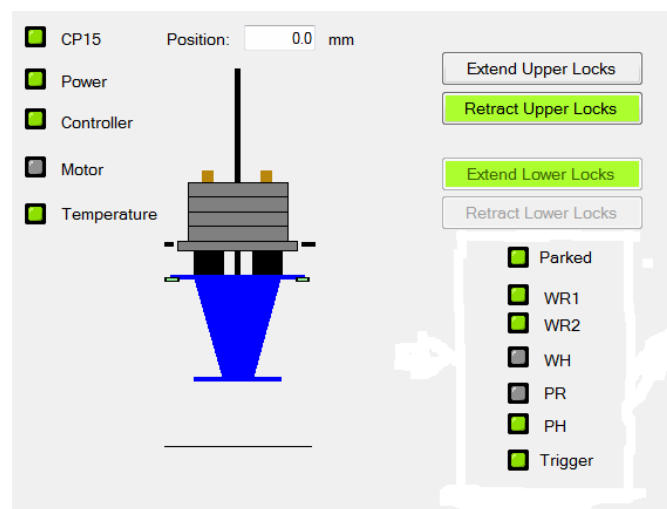 CP15
Position: 0.0 mm
Power
Controller
Motor
Temperature
Extend Upper Locks
Retract Upper Locks
Extend Lower Locks
Retract Lower Locks
Parked
WR1
WR2
WH
PR
PH
Trigger